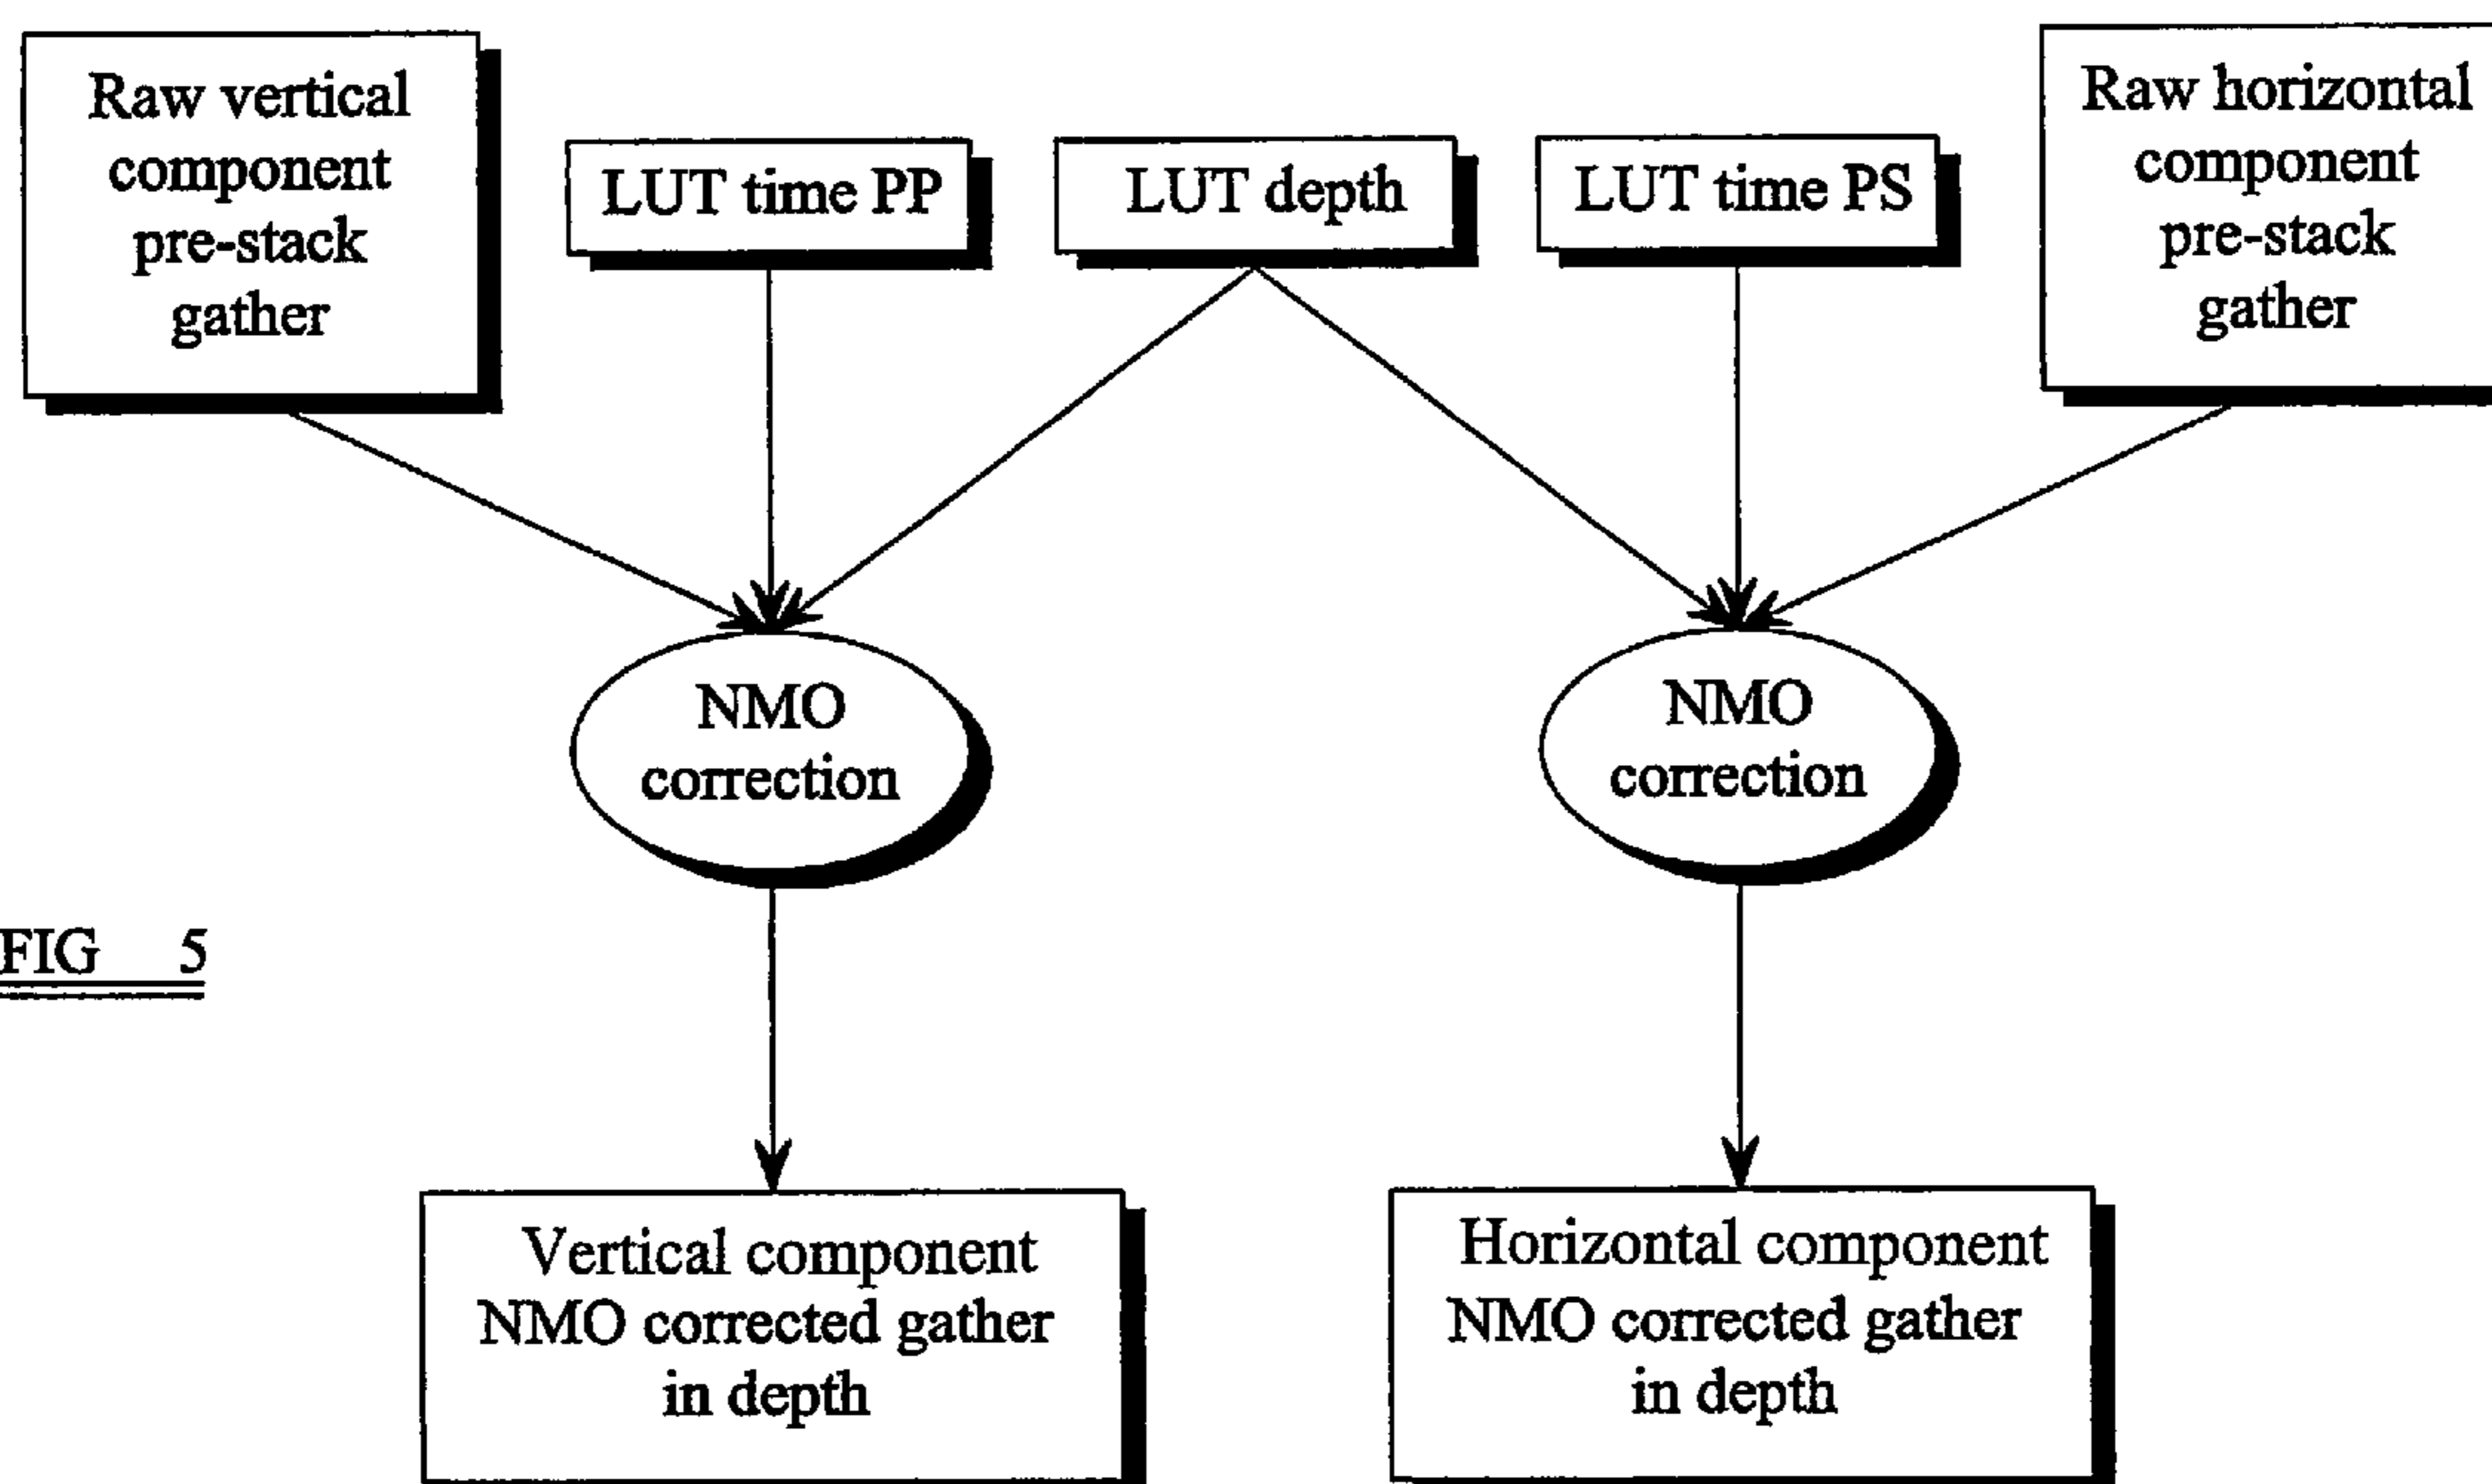 Raw vertical
component
pre-stack
gather
LUT time PP
LUT depth
LUT time PS
Raw horizontal
component
pre-stack
gather
NMO
correction
NMO
correction
FIG 5
Vertical component
NMO corrected gather
in depth
Horizontal component
NMO corrected gather
in depth